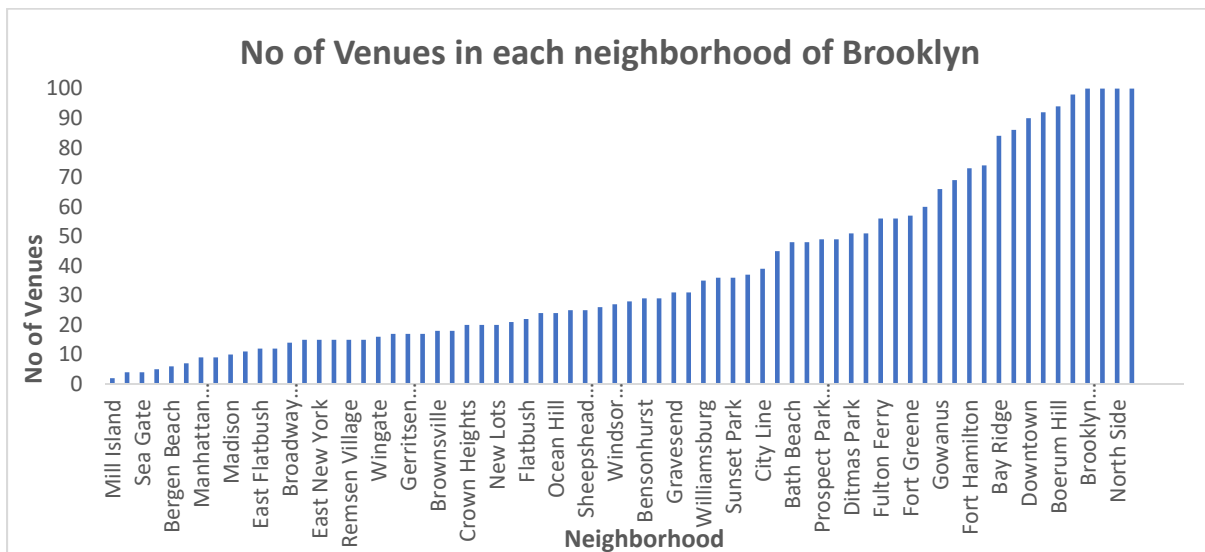 No of Venues in each neighborhood of Brooklyn
No of Venues
100
90
80
70
60
50
40
30
20
10
0
Mill Island
Sea Gate
Bergen Beach
Manhattan…
Madison
East Flatbush
Broadway…
East New York
Remsen Village
Wingate
Gerritsen…
Brownsville
Crown Heights
New Lots
Flatbush
Ocean Hill
Sheepshead…
Windsor…
Bensonhurst
Gravesend
Williamsburg
Sunset Park
City Line
Bath Beach
Prospect Park…
Ditmas Park
Fulton Ferry
Fort Greene
Gowanus
Fort Hamilton
Bay Ridge
Downtown
Boerum Hill
Brooklyn…
North Side
Neighborhood